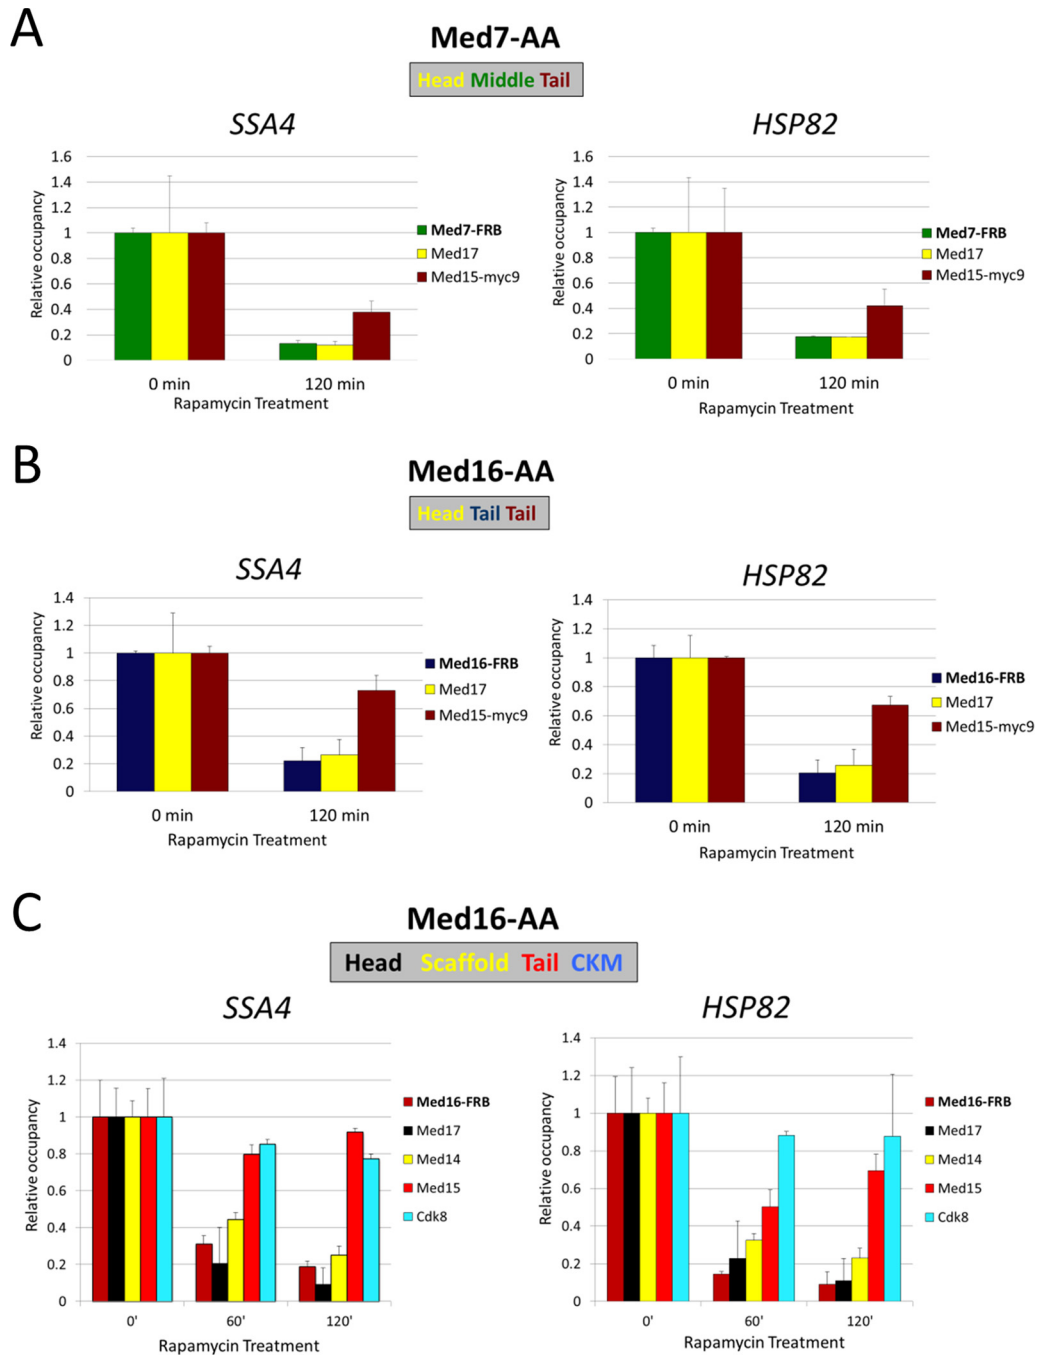 A
Med7-AA
Head Middle Tail
SSA4
HSP82
Relative occupancy
1.6
1.4
1.2
1
0.8
0.6
0.4
0.2
0
0 min
120 min
Rapamycin Treatment
Med7-FRB
Med17
Med15-myc9
Relative occupancy
1.6
1.4
1.2
1
0.8
0.6
0.4
0.2
0
0 min
120 min
Rapamycin Treatment
Med7-FRB
Med17
Med15-myc9
B
Med16-AA
Head Tail Tail
SSA4
HSP82
Relative occupancy
1.4
1.2
1
0.8
0.6
0.4
0.2
0
0 min
120 min
Rapamycin Treatment
Med16-FRB
Med17
Med15-myc9
Relative occupancy
1.4
1.2
1
0.8
0.6
0.4
0.2
0
0 min
120 min
Rapamycin Treatment
Med16-FRB
Med17
Med15-myc9
C
Med16-AA
Head Scaffold Tail CKM
SSA4
HSP82
Relative occupancy
1.4
1.2
1
0.8
0.6
0.4
0.2
0
0'
60'
120'
Rapamycin Treatment
Med16-FRB
Med17
Med14
Med15
Cdk8
Relative occupancy
1.4
1.2
1
0.8
0.6
0.4
0.2
0
0'
60'
120'
Rapamycin Treatment
Med16-FRB
Med17
Med14
Med15
Cdk8